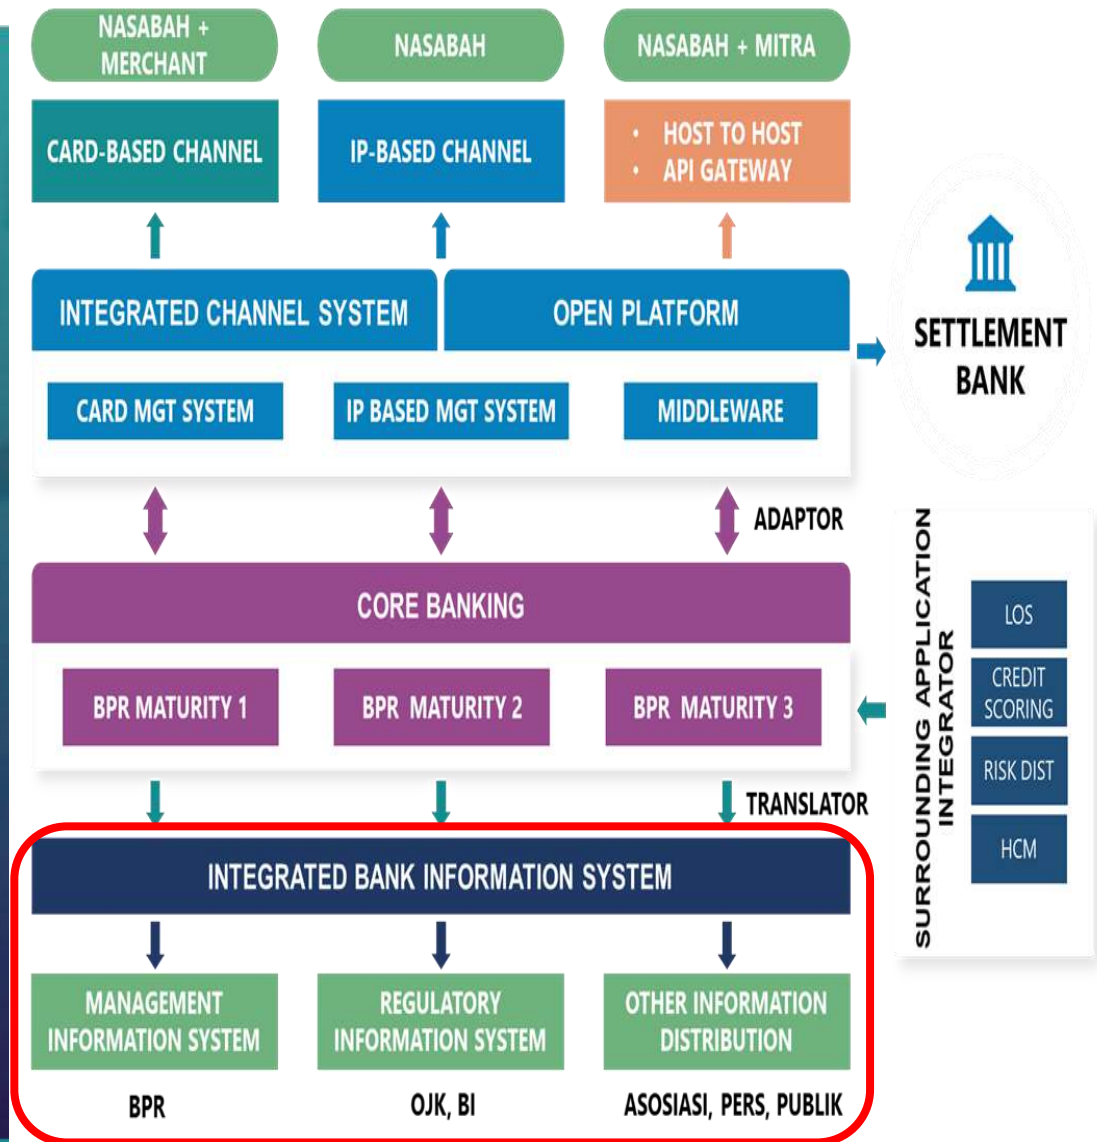 NASABAH +
MERCHANT
NASABAH
NASABAH + MITRA
CARD-BASED CHANNEL
IP-BASED CHANNEL
• HOST TO HOST
• API GATEWAY
INTEGRATED CHANNEL SYSTEM
OPEN PLATFORM
CARD MGT SYSTEM
IP BASED MGT SYSTEM
MIDDLEWARE
SETTLEMENT
BANK
ADAPTOR
CORE BANKING
BPR MATURITY 1
BPR MATURITY 2
BPR MATURITY 3
TRANSLATOR
SURROUNDING APPLICATION
INTEGRATOR
LOS
CREDIT
SCORING
RISK DIST
HCM
INTEGRATED BANK INFORMATION SYSTEM
MANAGEMENT
INFORMATION SYSTEM
REGULATORY
INFORMATION SYSTEM
OTHER INFORMATION
DISTRIBUTION
BPR
OJK, BI
ASOSIASI, PERS, PUBLIK